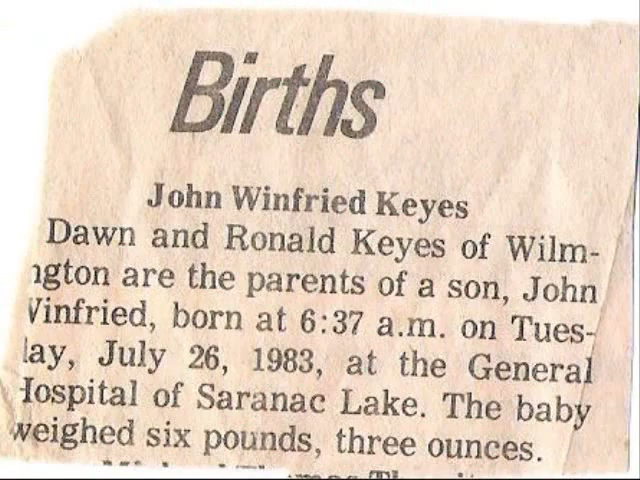 Births
John Winfried Keyes
Dawn and Ronald Keyes of Wilm-
ngton are the parents of a son, John
Vinfried, born at 6:37 a.m. on Tues-
lay, July 26, 1983, at the General
Hospital of Saranac Lake. The baby
weighed six pounds, three ounces.